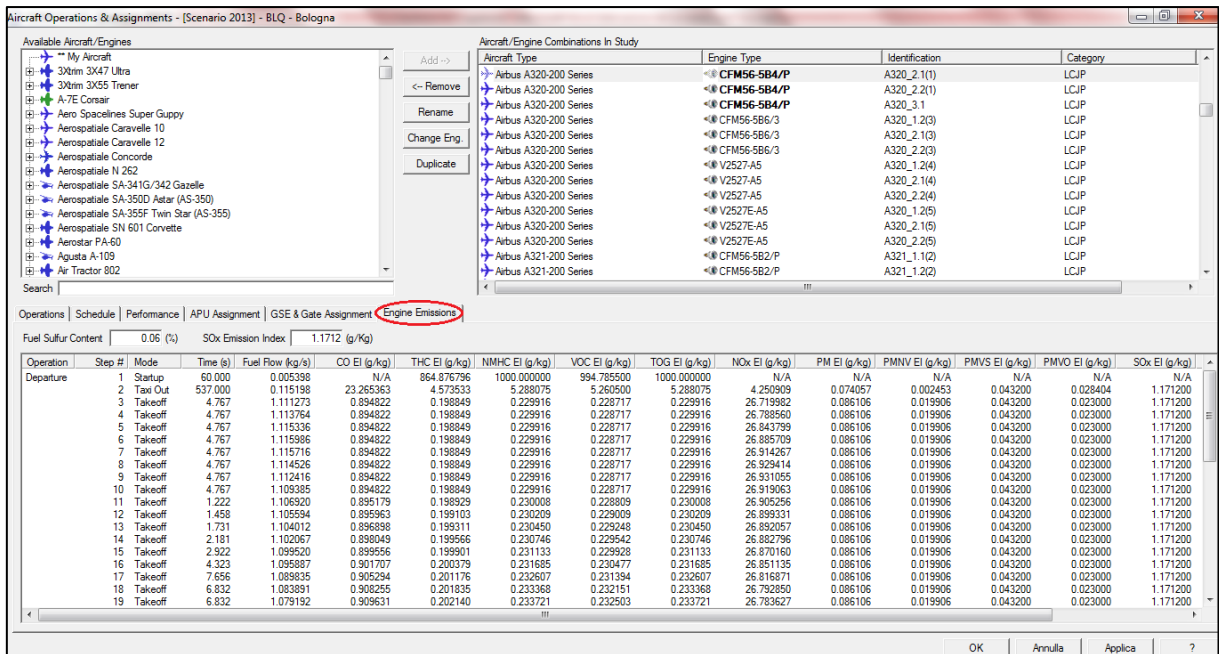 Aircraft Operations & Assignments - [Scenario 2013] - BLQ - Bologna
Available Aircraft/Engines
** My Aircraft
3Xtrim 3X47 Ultra
3Xtrim 3X55 Trener
A-7E Corsair
Aero Spacelines Super Guppy
Aerospatiale Caravelle 10
Aerospatiale Caravelle 12
Aerospatiale Concorde
Aerospatiale N 262
Aerospatiale SA-341G/342 Gazelle
Aerospatiale SA-350D Astar (AS-350)
Aerospatiale SA-355F Twin Star (AS-355)
Aerospatiale SN 601 Corvette
Aerostar PA-60
Agusta A-109
Air Tractor 802
Search
Add -->
<-- Remove
Rename
Change Eng.
Duplicate
Aircraft/Engine Combinations In Study
Aircraft Type Engine Type Identification Category
Airbus A320-200 Series CFM56-5B4/P A320_2.1(1) LCJP
Airbus A320-200 Series CFM56-5B4/P A320_2.2(1) LCJP
Airbus A320-200 Series CFM56-5B4/P A320_3.1 LCJP
Airbus A320-200 Series CFM56-5B6/3 A320_1.2(3) LCJP
Airbus A320-200 Series CFM56-5B6/3 A320_2.1(3) LCJP
Airbus A320-200 Series CFM56-5B6/3 A320_2.2(3) LCJP
Airbus A320-200 Series V2527-A5 A320_1.2(4) LCJP
Airbus A320-200 Series V2527-A5 A320_2.1(4) LCJP
Airbus A320-200 Series V2527-A5 A320_2.2(4) LCJP
Airbus A320-200 Series V2527E-A5 A320_1.2(5) LCJP
Airbus A320-200 Series V2527E-A5 A320_2.1(5) LCJP
Airbus A320-200 Series V2527E-A5 A320_2.2(5) LCJP
Airbus A321-200 Series CFM56-5B2/P A321_1.1(2) LCJP
Airbus A321-200 Series CFM56-5B2/P A321_1.2(2) LCJP
Operations Schedule Performance APU Assignment GSE & Gate Assignment Engine Emissions
Fuel Sulfur Content 0.06 (%) SOx Emission Index 1.1712 (g/Kg)
Operation Step # Mode Time (s) Fuel Flow (kg/s) CO EI (g/kg) THC EI (g/kg) NMHC EI (g/kg) VOC EI (g/kg) TOG EI (g/kg) NOx EI (g/kg) PM EI (g/kg) PMNV EI (g/kg) PMVS EI (g/kg) PMVO EI (g/kg) SOx EI (g/kg)
Departure 1 Startup 60.000 0.005398 N/A 864.876796 1000.000000 994.785500 1000.000000 N/A N/A N/A N/A N/A N/A
2 Taxi Out 537.000 0.115198 23.265363 4.573533 5.288075 5.260500 5.288075 4.250909 0.074057 0.002453 0.043200 0.028404 1.171200
3 Takeoff 4.767 1.111273 0.894822 0.198849 0.229916 0.228717 0.229916 26.719982 0.086106 0.019906 0.043200 0.023000 1.171200
4 Takeoff 4.767 1.113764 0.894822 0.198849 0.229916 0.228717 0.229916 26.788560 0.086106 0.019906 0.043200 0.023000 1.171200
5 Takeoff 4.767 1.115336 0.894822 0.198849 0.229916 0.228717 0.229916 26.843799 0.086106 0.019906 0.043200 0.023000 1.171200
6 Takeoff 4.767 1.115986 0.894822 0.198849 0.229916 0.228717 0.229916 26.885709 0.086106 0.019906 0.043200 0.023000 1.171200
7 Takeoff 4.767 1.115716 0.894822 0.198849 0.229916 0.228717 0.229916 26.914267 0.086106 0.019906 0.043200 0.023000 1.171200
8 Takeoff 4.767 1.114526 0.894822 0.198849 0.229916 0.228717 0.229916 26.929414 0.086106 0.019906 0.043200 0.023000 1.171200
9 Takeoff 4.767 1.112416 0.894822 0.198849 0.229916 0.228717 0.229916 26.931055 0.086106 0.019906 0.043200 0.023000 1.171200
10 Takeoff 4.767 1.109385 0.894822 0.198849 0.229916 0.228717 0.229916 26.919063 0.086106 0.019906 0.043200 0.023000 1.171200
11 Takeoff 1.222 1.106920 0.895179 0.198929 0.230008 0.228809 0.230008 26.905256 0.086106 0.019906 0.043200 0.023000 1.171200
12 Takeoff 1.458 1.105594 0.895963 0.199103 0.230209 0.229009 0.230209 26.899331 0.086106 0.019906 0.043200 0.023000 1.171200
13 Takeoff 1.731 1.104012 0.896898 0.199311 0.230450 0.229248 0.230450 26.892057 0.086106 0.019906 0.043200 0.023000 1.171200
14 Takeoff 2.181 1.102067 0.898049 0.199566 0.230746 0.229542 0.230746 26.882796 0.086106 0.019906 0.043200 0.023000 1.171200
15 Takeoff 2.922 1.099520 0.899556 0.199901 0.231133 0.229928 0.231133 26.870160 0.086106 0.019906 0.043200 0.023000 1.171200
16 Takeoff 4.323 1.095887 0.901707 0.200379 0.231685 0.230477 0.231685 26.851135 0.086106 0.019906 0.043200 0.023000 1.171200
17 Takeoff 7.656 1.089835 0.905294 0.201176 0.232607 0.231394 0.232607 26.816871 0.086106 0.019906 0.043200 0.023000 1.171200
18 Takeoff 6.832 1.083891 0.908255 0.201835 0.233368 0.232151 0.233368 26.792850 0.086106 0.019906 0.043200 0.023000 1.171200
19 Takeoff 6.832 1.079192 0.909631 0.202140 0.233721 0.232503 0.233721 26.783627 0.086106 0.019906 0.043200 0.023000 1.171200
OK Annulla Applica ?